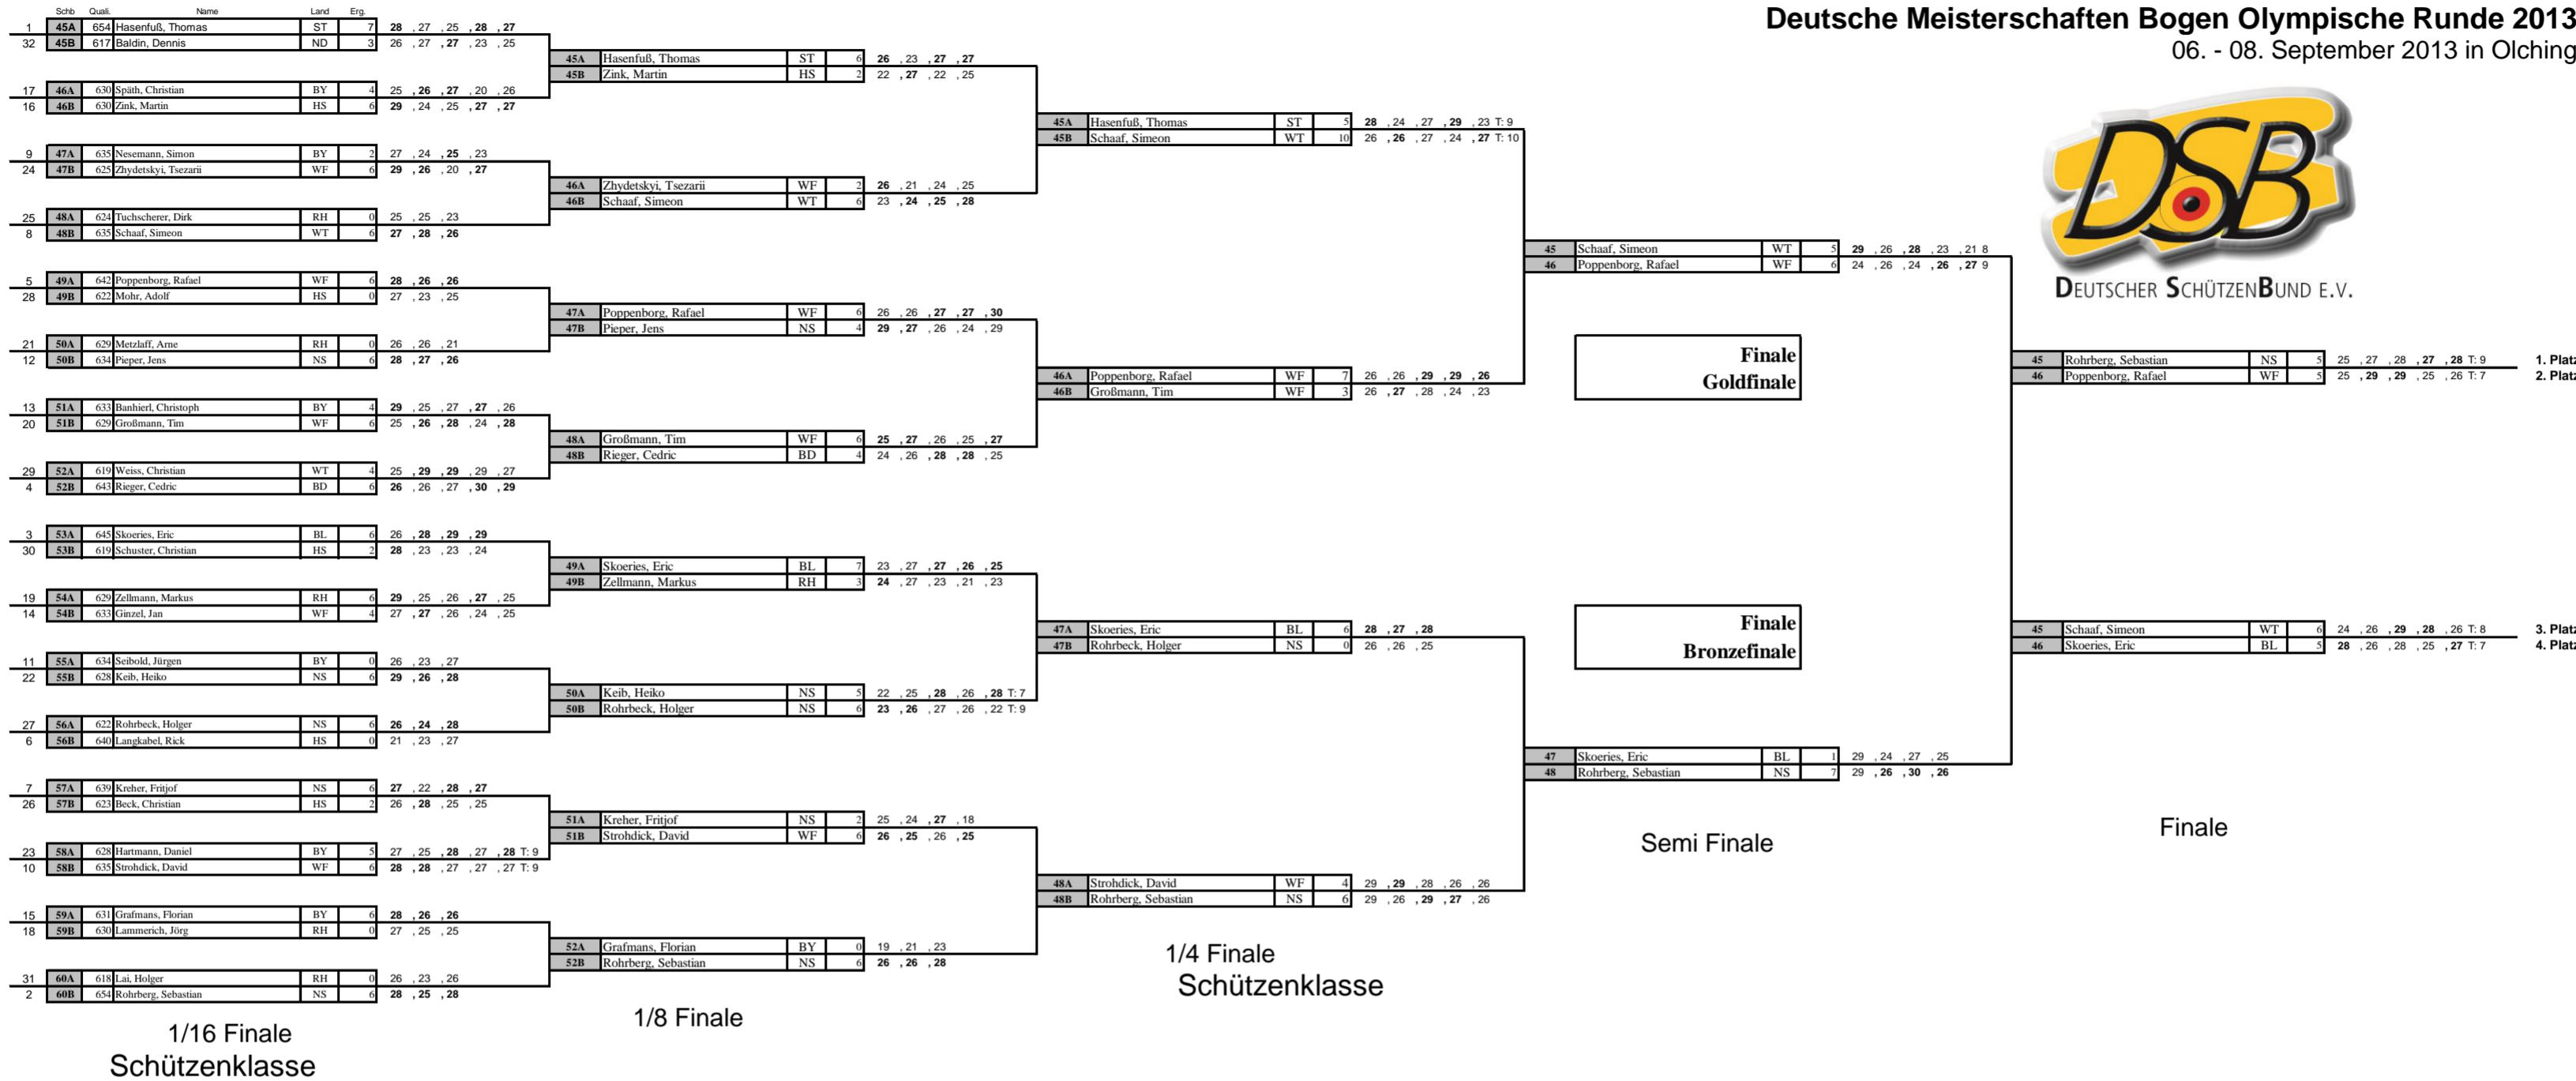 Deutsche Meisterschaften Bogen Olympische Runde 2013
06. - 08. September 2013 in Olching
DSB
DEUTSCHER SCHÜTZENBUND E.V.
Schb Quali. Name Land Erg.
1 45A 654 Hasenfuß, Thomas ST 7 28 , 27 , 25 , 28 , 27
32 45B 617 Baldin, Dennis ND 3 26 , 27 , 27 , 23 , 25
17 46A 630 Späth, Christian BY 4 25 , 26 , 27 , 20 , 26
16 46B 630 Zink, Martin HS 6 29 , 24 , 25 , 27 , 27
9 47A 635 Nesemann, Simon BY 2 27 , 24 , 25 , 23
24 47B 625 Zhydetskyi, Tsezarii WF 6 29 , 26 , 20 , 27
25 48A 624 Tuchscherer, Dirk RH 0 25 , 25 , 23
8 48B 635 Schaaf, Simeon WT 6 27 , 28 , 26
5 49A 642 Poppenborg, Rafael WF 6 28 , 26 , 26
28 49B 622 Mohr, Adolf HS 0 27 , 23 , 25
21 50A 629 Metzlaff, Arne RH 0 26 , 26 , 21
12 50B 634 Pieper, Jens NS 6 28 , 27 , 26
13 51A 633 Banhierl, Christoph BY 4 29 , 25 , 27 , 27 , 26
20 51B 629 Großmann, Tim WF 6 25 , 26 , 28 , 24 , 28
29 52A 619 Weiss, Christian WT 4 25 , 29 , 29 , 29 , 27
4 52B 643 Rieger, Cedric BD 6 26 , 26 , 27 , 30 , 29
3 53A 645 Skoeries, Eric BL 6 26 , 28 , 29 , 29
30 53B 619 Schuster, Christian HS 2 28 , 23 , 23 , 24
19 54A 629 Zellmann, Markus RH 6 29 , 25 , 26 , 27 , 25
14 54B 633 Ginzel, Jan WF 4 27 , 27 , 26 , 24 , 25
11 55A 634 Seibold, Jürgen BY 0 26 , 23 , 27
22 55B 628 Keib, Heiko NS 6 29 , 26 , 28
27 56A 622 Rohrbeck, Holger NS 6 26 , 24 , 28
6 56B 640 Langkabel, Rick HS 0 21 , 23 , 27
7 57A 639 Kreher, Fritjof NS 6 27 , 22 , 28 , 27
26 57B 623 Beck, Christian HS 2 26 , 28 , 25 , 25
23 58A 628 Hartmann, Daniel BY 5 27 , 25 , 28 , 27 , 28 T: 9
10 58B 635 Strohdick, David WF 6 28 , 28 , 27 , 27 , 27 T: 9
15 59A 631 Grafmans, Florian BY 6 28 , 26 , 26
18 59B 630 Lammerich, Jörg RH 0 27 , 25 , 25
31 60A 618 Lai, Holger RH 0 26 , 23 , 26
2 60B 654 Rohrberg, Sebastian NS 6 28 , 25 , 28
1/16 Finale
Schützenklasse
45A Hasenfuß, Thomas ST 6 26 , 23 , 27 , 27
45B Zink, Martin HS 2 22 , 27 , 22 , 25
46A Zhydetskyi, Tsezarii WF 2 26 , 21 , 24 , 25
46B Schaaf, Simeon WT 6 23 , 24 , 25 , 28
47A Poppenborg, Rafael WF 6 26 , 26 , 27 , 27 , 30
47B Pieper, Jens NS 4 29 , 27 , 26 , 24 , 29
48A Großmann, Tim WF 6 25 , 27 , 26 , 25 , 27
48B Rieger, Cedric BD 4 24 , 26 , 28 , 28 , 25
49A Skoeries, Eric BL 7 23 , 27 , 27 , 26 , 25
49B Zellmann, Markus RH 3 24 , 27 , 23 , 21 , 23
50A Keib, Heiko NS 5 22 , 25 , 28 , 26 , 28 T: 7
50B Rohrbeck, Holger NS 6 23 , 26 , 27 , 26 , 22 T: 9
51A Kreher, Fritjof NS 2 25 , 24 , 27 , 18
51B Strohdick, David WF 6 26 , 25 , 26 , 25
52A Grafmans, Florian BY 0 19 , 21 , 23
52B Rohrberg, Sebastian NS 6 26 , 26 , 28
1/8 Finale
45A Hasenfuß, Thomas ST 5 28 , 24 , 27 , 29 , 23 T: 9
45B Schaaf, Simeon WT 10 26 , 26 , 27 , 24 , 27 T: 10
46A Poppenborg, Rafael WF 7 26 , 26 , 29 , 29 , 26
46B Großmann, Tim WF 3 26 , 27 , 28 , 24 , 23
47A Skoeries, Eric BL 6 28 , 27 , 28
47B Rohrbeck, Holger NS 0 26 , 26 , 25
48A Strohdick, David WF 4 29 , 29 , 28 , 26 , 26
48B Rohrberg, Sebastian NS 6 29 , 26 , 29 , 27 , 26
1/4 Finale
Schützenklasse
45 Schaaf, Simeon WT 5 29 , 26 , 28 , 23 , 21 8
46 Poppenborg, Rafael WF 6 24 , 26 , 24 , 26 , 27 9
47 Skoeries, Eric BL 1 29 , 24 , 27 , 25
48 Rohrberg, Sebastian NS 7 29 , 26 , 30 , 26
Semi Finale
Finale
Goldfinale
45 Rohrberg, Sebastian NS 5 25 , 27 , 28 , 27 , 28 T: 9 1. Platz
46 Poppenborg, Rafael WF 5 25 , 29 , 29 , 25 , 26 T: 7 2. Platz
Finale
Bronzefinale
45 Schaaf, Simeon WT 6 24 , 26 , 29 , 28 , 26 T: 8 3. Platz
46 Skoeries, Eric BL 5 28 , 26 , 28 , 25 , 27 T: 7 4. Platz
Finale